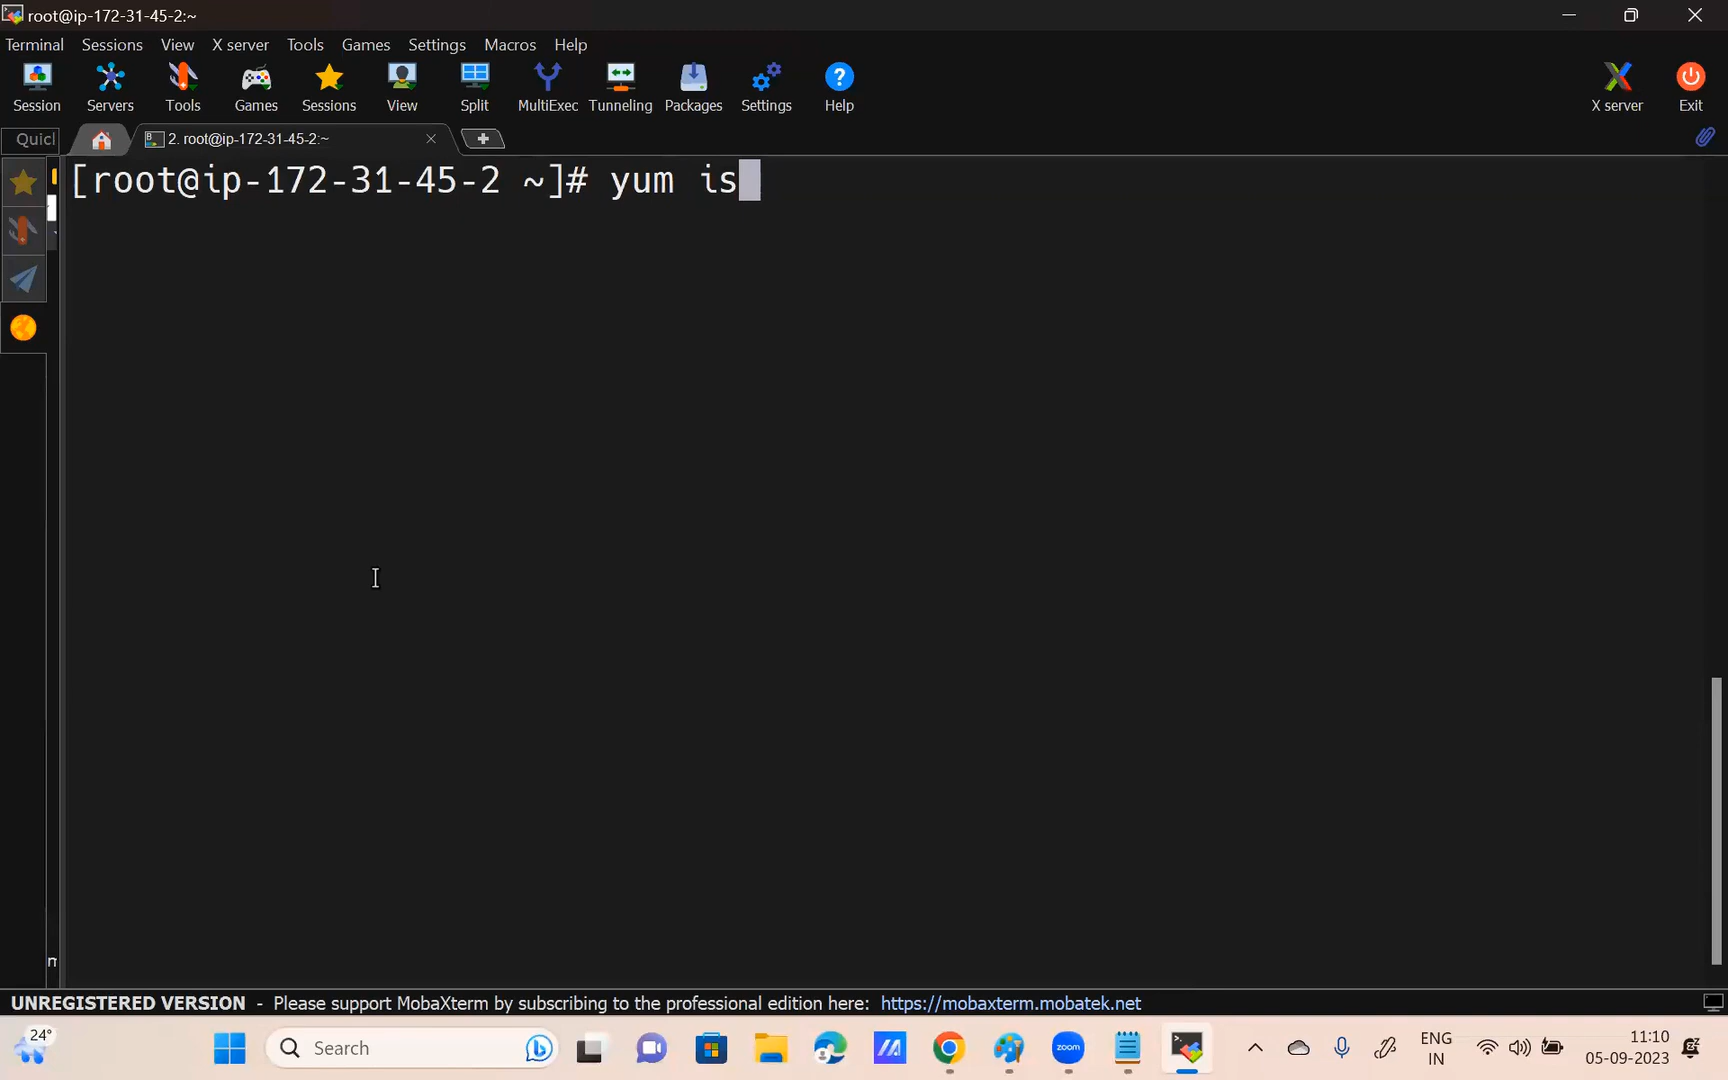 root@ip-172-31-45-2:~
Terminal Sessions View X server Tools Games Settings Macros Help
Session Servers Tools Games Sessions View Split MultiExec Tunneling Packages Settings Help X server Exit
Quicl 2. root@ip-172-31-45-2:~
[root@ip-172-31-45-2 ~]# yum is
UNREGISTERED VERSION - Please support MobaXterm by subscribing to the professional edition here: https://mobaxterm.mobatek.net
24°
Search
zoom
ENG
IN
11:10
05-09-2023